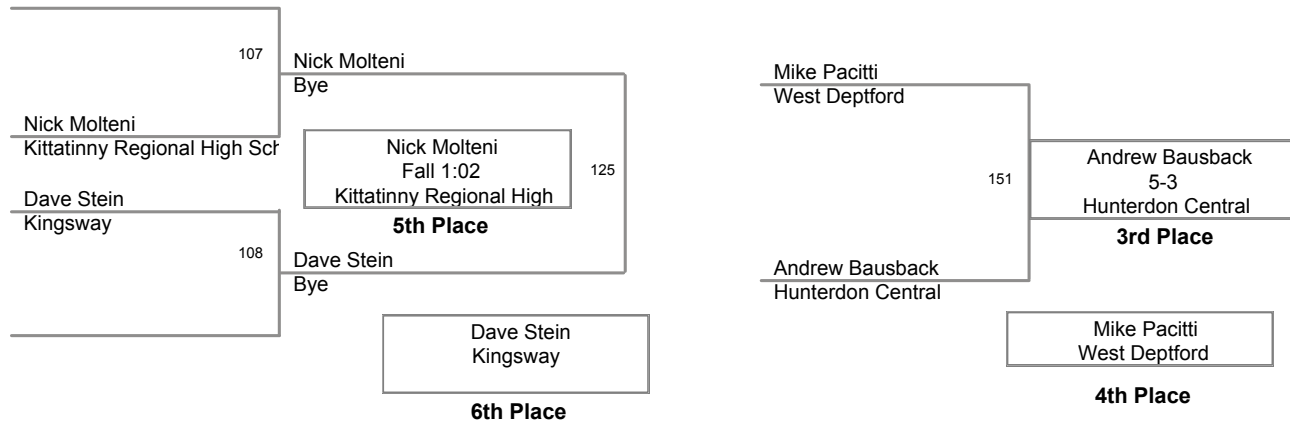 107
Nick Molteni
Bye
Nick Molteni
Kittatinny Regional High Sch
Nick Molteni
Fall 1:02
Kittatinny Regional High
5th Place
125
Dave Stein
Kingsway
108
Dave Stein
Bye
Dave Stein
Kingsway
6th Place
Mike Pacitti
West Deptford
151
Andrew Bausback
5-3
Hunterdon Central
3rd Place
Andrew Bausback
Hunterdon Central
Mike Pacitti
West Deptford
4th Place